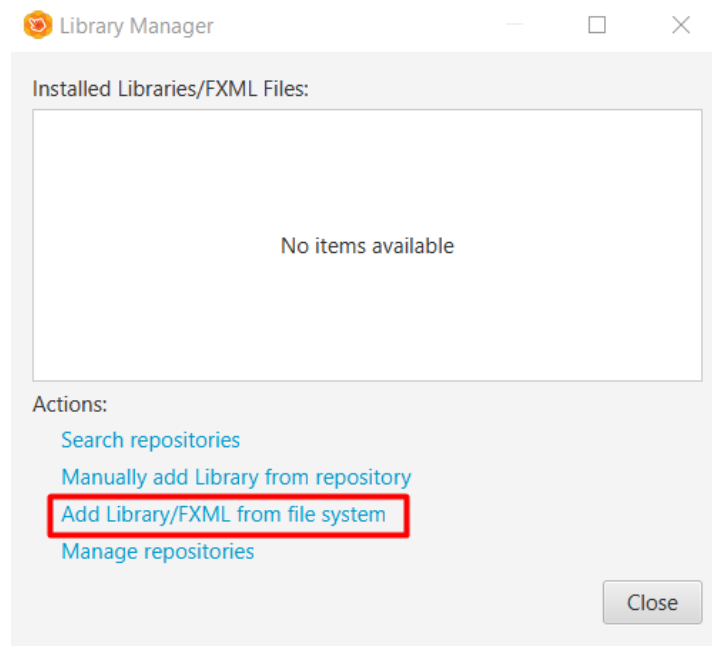 Library Manager
Installed Libraries/FXML Files:
No items available
Actions:
Search repositories
Manually add Library from repository
Add Library/FXML from file system
Manage repositories
Close